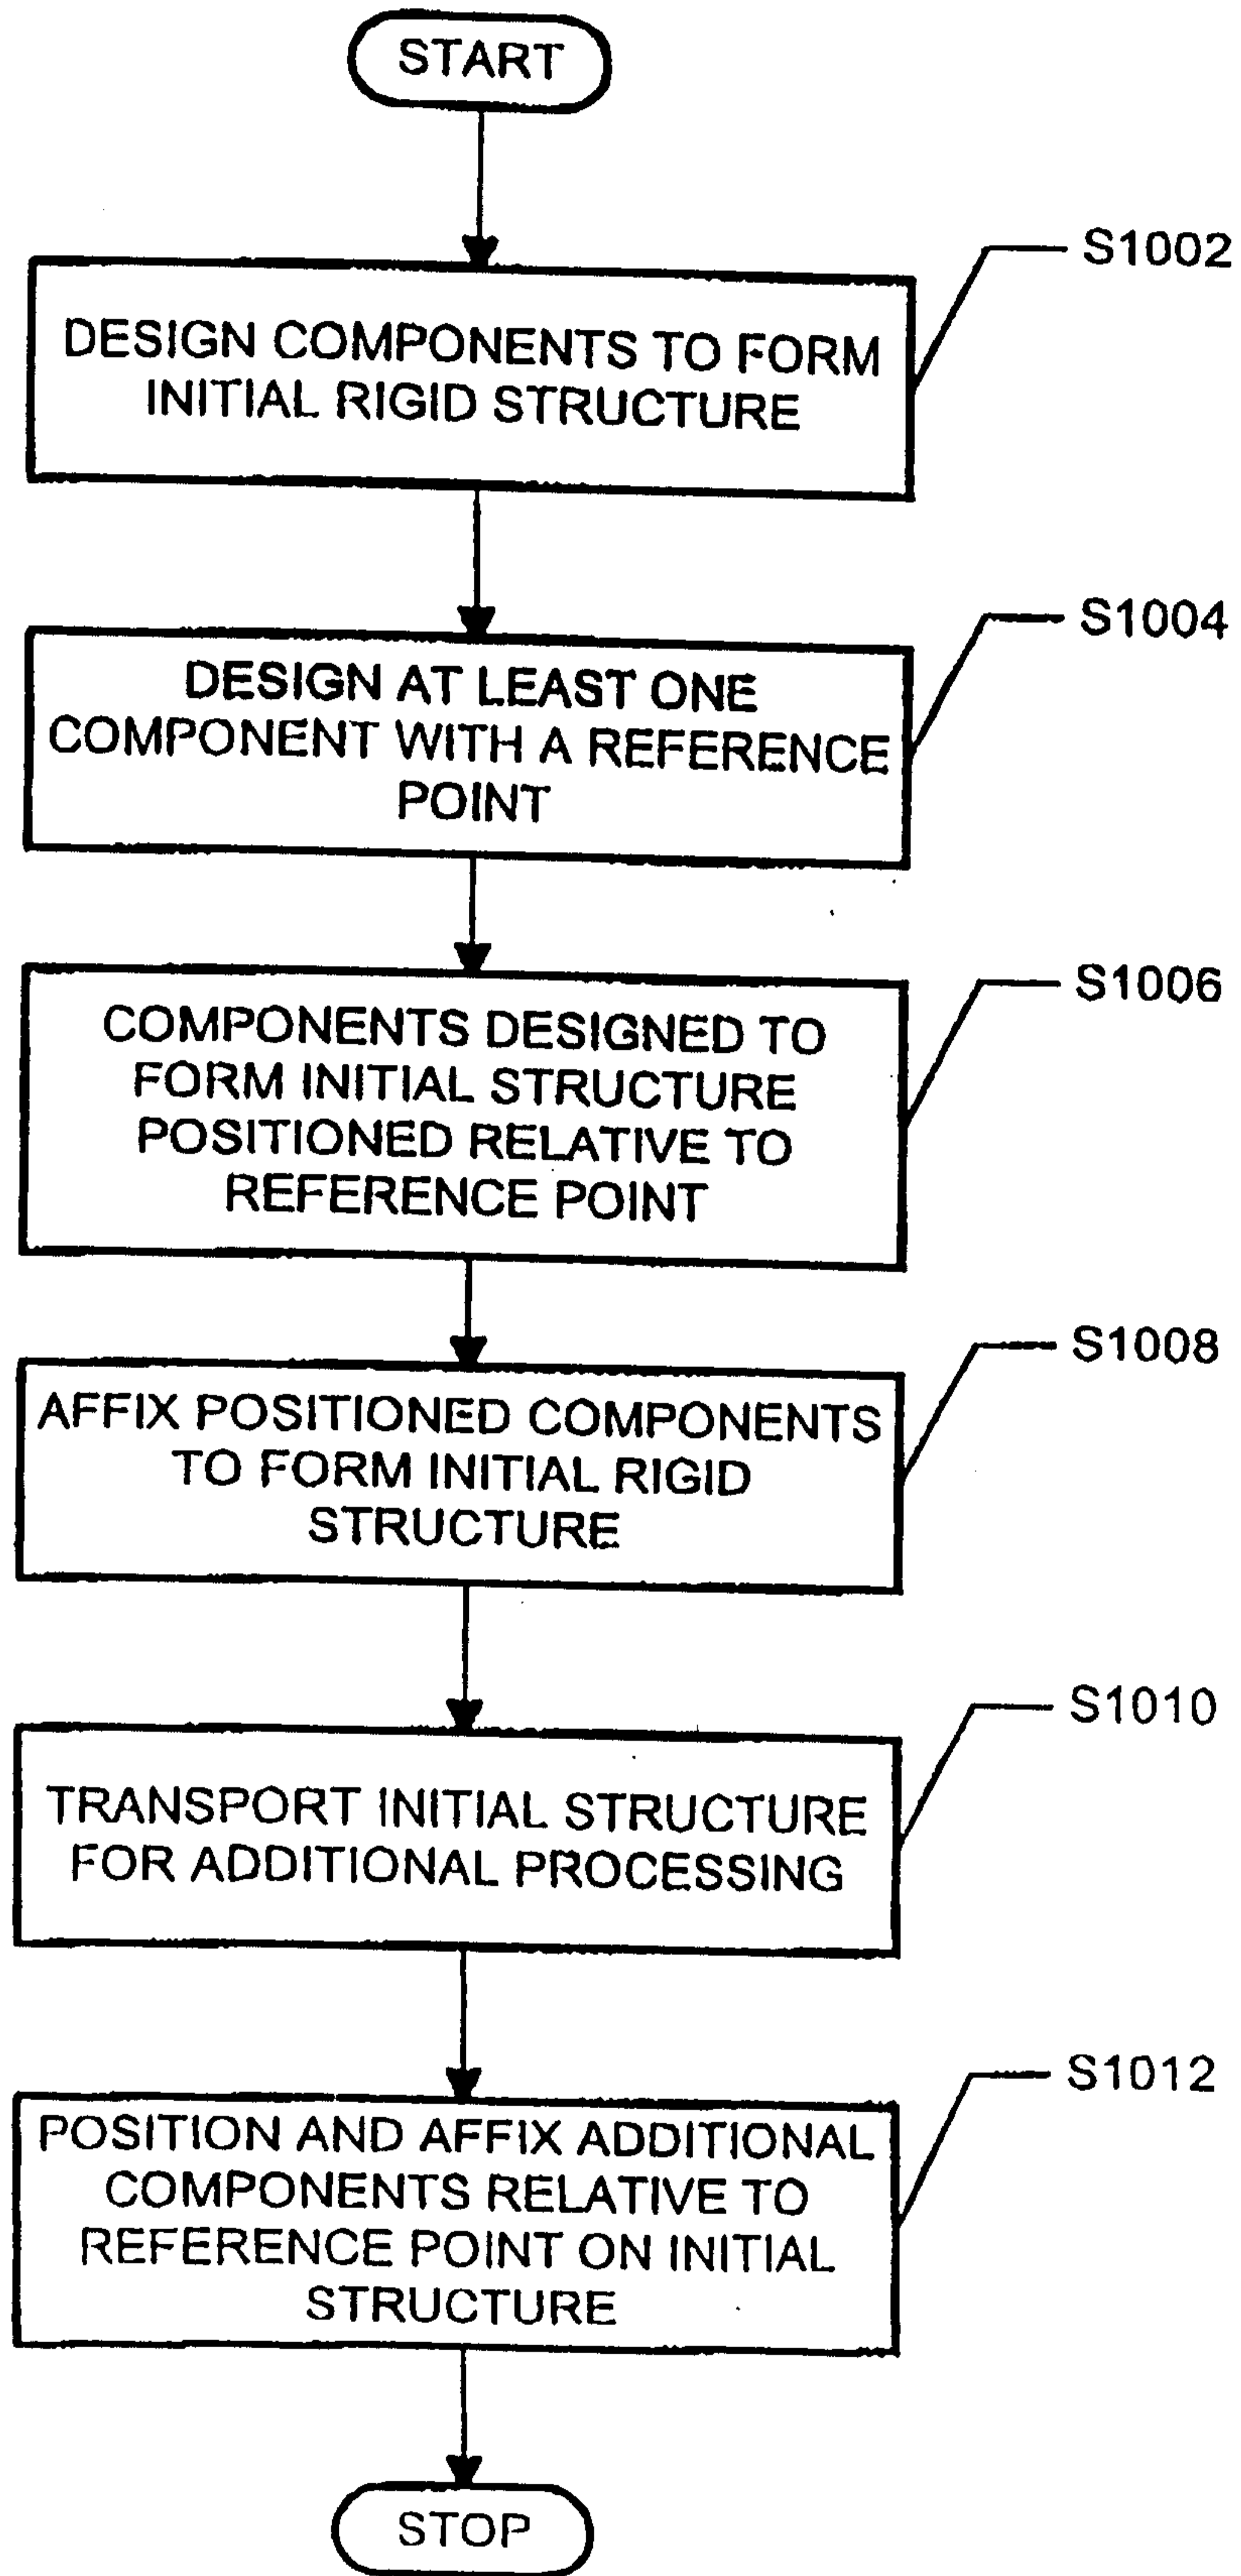 START
S1002
DESIGN COMPONENTS TO FORM
INITIAL RIGID STRUCTURE
S1004
DESIGN AT LEAST ONE
COMPONENT WITH A REFERENCE
POINT
S1006
COMPONENTS DESIGNED TO
FORM INITIAL STRUCTURE
POSITIONED RELATIVE TO
REFERENCE POINT
S1008
AFFIX POSITIONED COMPONENTS
TO FORM INITIAL RIGID
STRUCTURE
S1010
TRANSPORT INITIAL STRUCTURE
FOR ADDITIONAL PROCESSING
S1012
POSITION AND AFFIX ADDITIONAL
COMPONENTS RELATIVE TO
REFERENCE POINT ON INITIAL
STRUCTURE
STOP